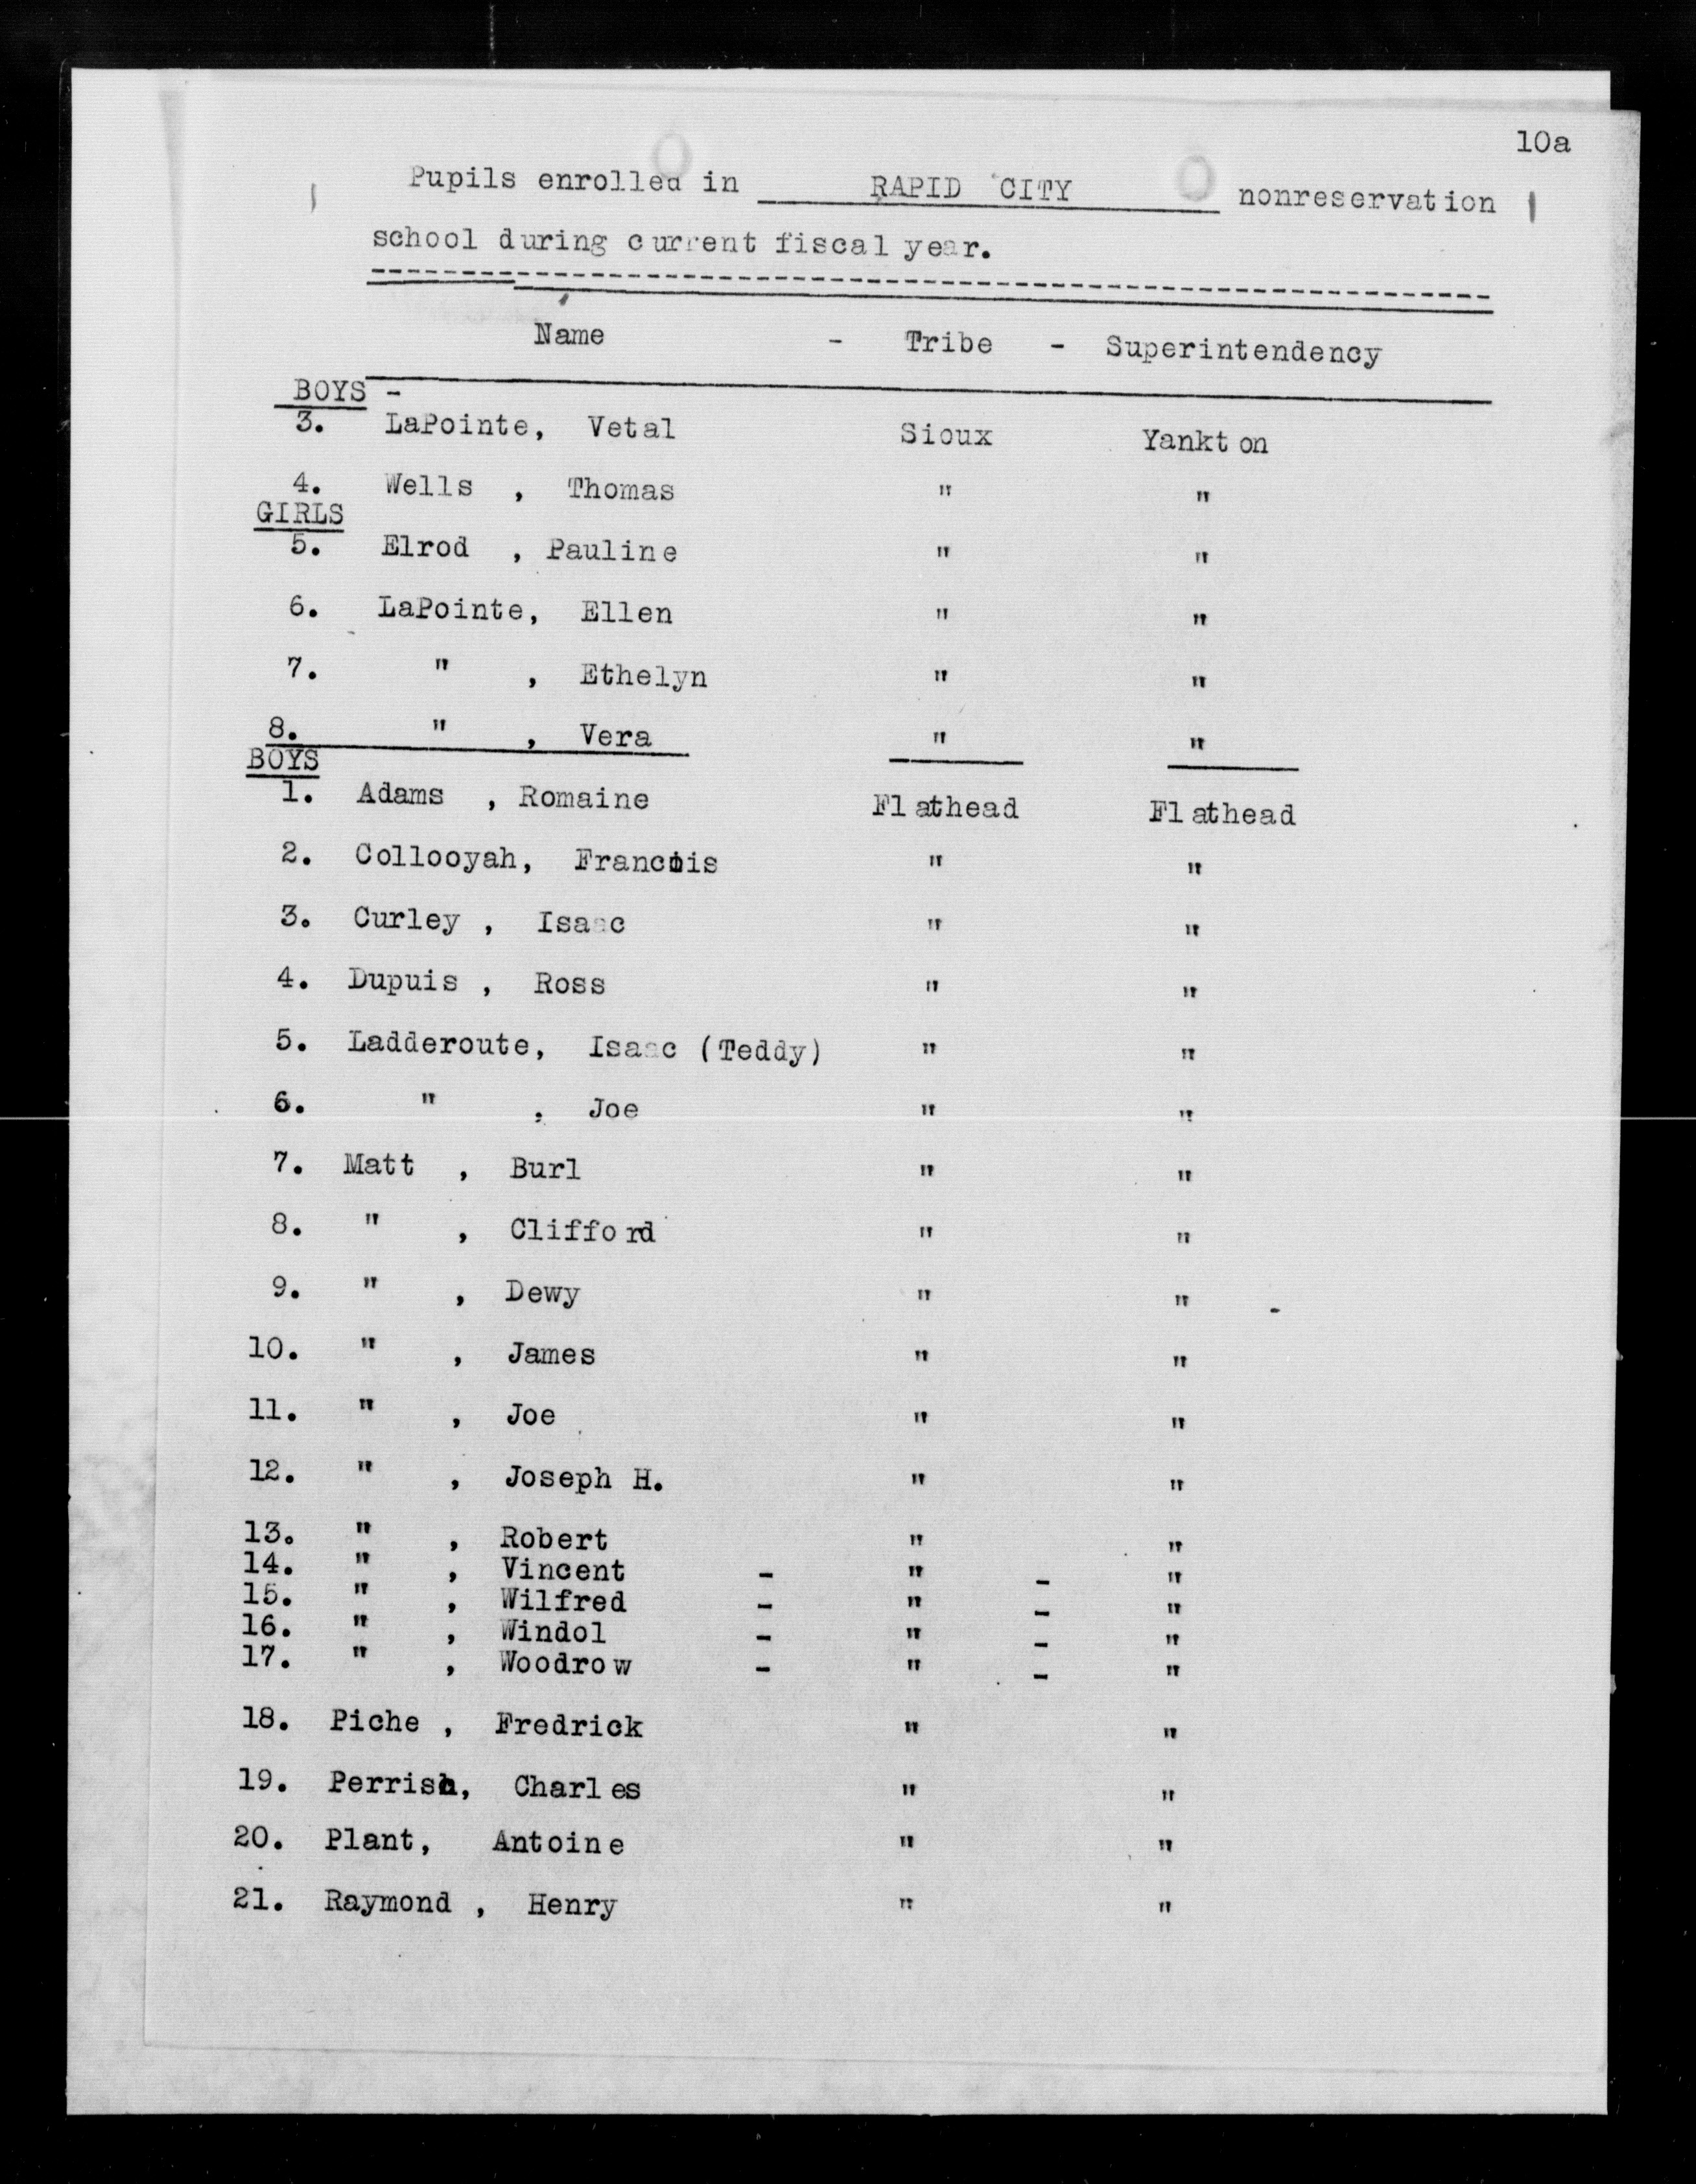 10a
Pupils enrolled in RAPID CITY nonreservation
school during current fiscal year.
Name - Tribe - Superintendency
BOYS -
3. LaPointe, Vetal Sioux Yankton
4. Wells , Thomas " "
GIRLS
5. Elrod , Pauline " "
6. LaPointe, Ellen " "
7. " , Ethelyn " "
8. " , Vera " "
BOYS
1. Adams , Romaine Flathead Flathead
2. Collooyah, Francois " "
3. Curley , Isaac " "
4. Dupuis , Ross " "
5. Ladderoute, Isaac (Teddy) " "
6. " , Joe " "
7. Matt , Burl " "
8. " , Clifford " "
9. " , Dewy " "
10. " , James " "
11. " , Joe " "
12. " , Joseph H. " "
13. " , Robert " "
14. " , Vincent - " - "
15. " , Wilfred - " - "
16. " , Windol - " - "
17. " , Woodrow - " - "
18. Piche , Fredrick " "
19. Perrish, Charles " "
20. Plant, Antoine " "
21. Raymond , Henry " "